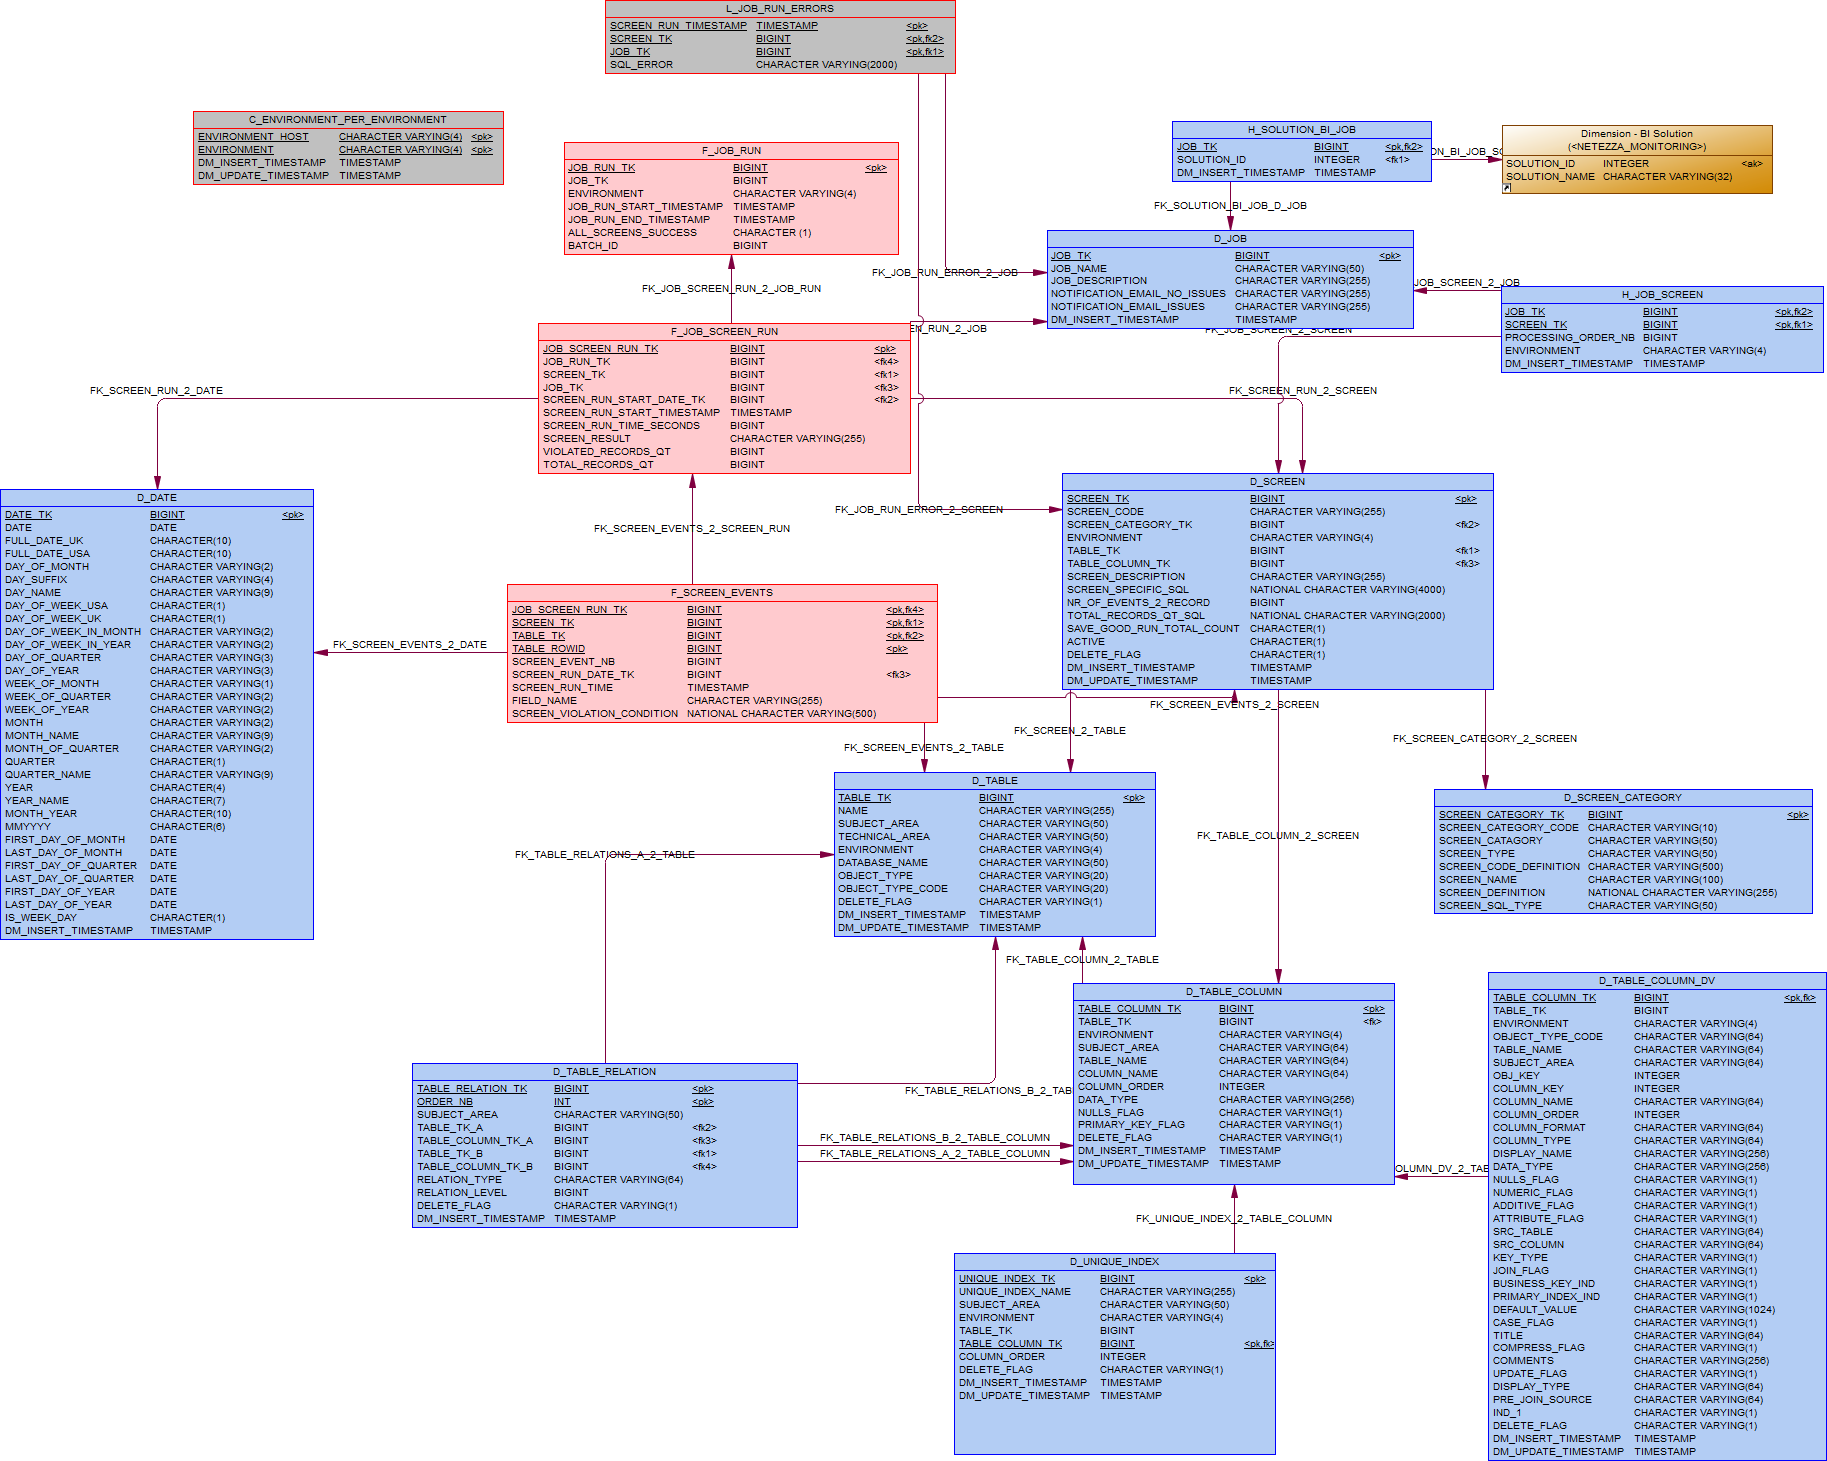 L_JOB_RUN_ERRORS
SCREEN_RUN_TIMESTAMP TIMESTAMP <pk>
SCREEN_TK BIGINT <pk,fk2>
JOB_TK BIGINT <pk,fk1>
SQL_ERROR CHARACTER VARYING(2000)
C_ENVIRONMENT_PER_ENVIRONMENT
ENVIRONMENT_HOST CHARACTER VARYING(4) <pk>
ENVIRONMENT CHARACTER VARYING(4) <pk>
DM_INSERT_TIMESTAMP TIMESTAMP
DM_UPDATE_TIMESTAMP TIMESTAMP
F_JOB_RUN
JOB_RUN_TK BIGINT <pk>
JOB_TK BIGINT
ENVIRONMENT CHARACTER VARYING(4)
JOB_RUN_START_TIMESTAMP TIMESTAMP
JOB_RUN_END_TIMESTAMP TIMESTAMP
ALL_SCREENS_SUCCESS CHARACTER (1)
BATCH_ID BIGINT
H_SOLUTION_BI_JOB
JOB_TK BIGINT <pk,fk2>
SOLUTION_ID INTEGER <fk1>
DM_INSERT_TIMESTAMP TIMESTAMP
ON_BI_JOB_SO
Dimension - BI Solution
(<NETEZZA_MONITORING>)
SOLUTION_ID INTEGER <ak>
SOLUTION_NAME CHARACTER VARYING(32)
FK_SOLUTION_BI_JOB_D_JOB
D_JOB
JOB_TK BIGINT <pk>
JOB_NAME CHARACTER VARYING(50)
JOB_DESCRIPTION CHARACTER VARYING(255)
NOTIFICATION_EMAIL_NO_ISSUES CHARACTER VARYING(255)
NOTIFICATION_EMAIL_ISSUES CHARACTER VARYING(255)
DM_INSERT_TIMESTAMP TIMESTAMP
FK_JOB_RUN_ERROR_2_JOB
JOB_SCREEN_2_JOB
H_JOB_SCREEN
JOB_TK BIGINT <pk,fk2>
SCREEN_TK BIGINT <pk,fk1>
PROCESSING_ORDER_NB BIGINT
ENVIRONMENT CHARACTER VARYING(4)
DM_INSERT_TIMESTAMP TIMESTAMP
FK_JOB_SCREEN_RUN_2_JOB_RUN
EN_RUN_2_JOB
FK_JOB_SCREEN_2_SCREEN
F_JOB_SCREEN_RUN
JOB_SCREEN_RUN_TK BIGINT <pk>
JOB_RUN_TK BIGINT <fk4>
SCREEN_TK BIGINT <fk1>
JOB_TK BIGINT <fk3>
SCREEN_RUN_START_DATE_TK BIGINT <fk2>
SCREEN_RUN_START_TIMESTAMP TIMESTAMP
SCREEN_RUN_TIME_SECONDS BIGINT
SCREEN_RESULT CHARACTER VARYING(255)
VIOLATED_RECORDS_QT BIGINT
TOTAL_RECORDS_QT BIGINT
FK_SCREEN_RUN_2_DATE
FK_SCREEN_RUN_2_SCREEN
D_DATE
DATE_TK BIGINT <pk>
DATE DATE
FULL_DATE_UK CHARACTER(10)
FULL_DATE_USA CHARACTER(10)
DAY_OF_MONTH CHARACTER VARYING(2)
DAY_SUFFIX CHARACTER VARYING(4)
DAY_NAME CHARACTER VARYING(9)
DAY_OF_WEEK_USA CHARACTER(1)
DAY_OF_WEEK_UK CHARACTER(1)
DAY_OF_WEEK_IN_MONTH CHARACTER VARYING(2)
DAY_OF_WEEK_IN_YEAR CHARACTER VARYING(2)
DAY_OF_QUARTER CHARACTER VARYING(3)
DAY_OF_YEAR CHARACTER VARYING(3)
WEEK_OF_MONTH CHARACTER VARYING(1)
WEEK_OF_QUARTER CHARACTER VARYING(2)
WEEK_OF_YEAR CHARACTER VARYING(2)
MONTH CHARACTER VARYING(2)
MONTH_NAME CHARACTER VARYING(9)
MONTH_OF_QUARTER CHARACTER VARYING(2)
QUARTER CHARACTER(1)
QUARTER_NAME CHARACTER VARYING(9)
YEAR CHARACTER(4)
YEAR_NAME CHARACTER(7)
MONTH_YEAR CHARACTER(10)
MMYYYY CHARACTER(6)
FIRST_DAY_OF_MONTH DATE
LAST_DAY_OF_MONTH DATE
FIRST_DAY_OF_QUARTER DATE
LAST_DAY_OF_QUARTER DATE
FIRST_DAY_OF_YEAR DATE
LAST_DAY_OF_YEAR DATE
IS_WEEK_DAY CHARACTER(1)
DM_INSERT_TIMESTAMP TIMESTAMP
FK_JOB_RUN_ERROR_2_SCREEN
FK_SCREEN_EVENTS_2_SCREEN_RUN
D_SCREEN
SCREEN_TK BIGINT <pk>
SCREEN_CODE CHARACTER VARYING(255)
SCREEN_CATEGORY_TK BIGINT <fk2>
ENVIRONMENT CHARACTER VARYING(4)
TABLE_TK BIGINT <fk1>
TABLE_COLUMN_TK BIGINT <fk3>
SCREEN_DESCRIPTION CHARACTER VARYING(255)
SCREEN_SPECIFIC_SQL NATIONAL CHARACTER VARYING(4000)
NR_OF_EVENTS_2_RECORD BIGINT
TOTAL_RECORDS_QT_SQL NATIONAL CHARACTER VARYING(2000)
SAVE_GOOD_RUN_TOTAL_COUNT CHARACTER(1)
ACTIVE CHARACTER(1)
DELETE_FLAG CHARACTER(1)
DM_INSERT_TIMESTAMP TIMESTAMP
DM_UPDATE_TIMESTAMP TIMESTAMP
F_SCREEN_EVENTS
JOB_SCREEN_RUN_TK BIGINT <pk,fk4>
SCREEN_TK BIGINT <pk,fk1>
TABLE_TK BIGINT <pk,fk2>
TABLE_ROWID BIGINT <pk>
SCREEN_EVENT_NB BIGINT
SCREEN_RUN_DATE_TK BIGINT <fk3>
SCREEN_RUN_TIME TIMESTAMP
FIELD_NAME CHARACTER VARYING(255)
SCREEN_VIOLATION_CONDITION NATIONAL CHARACTER VARYING(500)
FK_SCREEN_EVENTS_2_DATE
FK_SCREEN_EVENTS_2_SCREEN
FK_SCREEN_2_TABLE
FK_SCREEN_EVENTS_2_TABLE
FK_SCREEN_CATEGORY_2_SCREEN
D_TABLE
TABLE_TK BIGINT <pk>
NAME CHARACTER VARYING(255)
SUBJECT_AREA CHARACTER VARYING(50)
TECHNICAL_AREA CHARACTER VARYING(50)
ENVIRONMENT CHARACTER VARYING(4)
DATABASE_NAME CHARACTER VARYING(50)
OBJECT_TYPE CHARACTER VARYING(20)
OBJECT_TYPE_CODE CHARACTER VARYING(20)
DELETE_FLAG CHARACTER VARYING(1)
DM_INSERT_TIMESTAMP TIMESTAMP
DM_UPDATE_TIMESTAMP TIMESTAMP
D_SCREEN_CATEGORY
SCREEN_CATEGORY_TK BIGINT <pk>
SCREEN_CATEGORY_CODE CHARACTER VARYING(10)
SCREEN_CATAGORY CHARACTER VARYING(50)
SCREEN_TYPE CHARACTER VARYING(50)
SCREEN_CODE_DEFINITION CHARACTER VARYING(500)
SCREEN_NAME CHARACTER VARYING(100)
SCREEN_DEFINITION NATIONAL CHARACTER VARYING(255)
SCREEN_SQL_TYPE CHARACTER VARYING(50)
FK_TABLE_COLUMN_2_SCREEN
FK_TABLE_RELATIONS_A_2_TABLE
FK_TABLE_COLUMN_2_TABLE
D_TABLE_COLUMN
TABLE_COLUMN_TK BIGINT <pk>
TABLE_TK BIGINT <fk>
ENVIRONMENT CHARACTER VARYING(4)
SUBJECT_AREA CHARACTER VARYING(64)
TABLE_NAME CHARACTER VARYING(64)
COLUMN_NAME CHARACTER VARYING(64)
COLUMN_ORDER INTEGER
DATA_TYPE CHARACTER VARYING(256)
NULLS_FLAG CHARACTER VARYING(1)
PRIMARY_KEY_FLAG CHARACTER VARYING(1)
DELETE_FLAG CHARACTER VARYING(1)
DM_INSERT_TIMESTAMP TIMESTAMP
DM_UPDATE_TIMESTAMP TIMESTAMP
D_TABLE_RELATION
TABLE_RELATION_TK BIGINT <pk>
ORDER_NB INT <pk>
SUBJECT_AREA CHARACTER VARYING(50)
TABLE_TK_A BIGINT <fk2>
TABLE_COLUMN_TK_A BIGINT <fk3>
TABLE_TK_B BIGINT <fk1>
TABLE_COLUMN_TK_B BIGINT <fk4>
RELATION_TYPE CHARACTER VARYING(64)
RELATION_LEVEL BIGINT
DELETE_FLAG CHARACTER VARYING(1)
DM_INSERT_TIMESTAMP TIMESTAMP
FK_TABLE_RELATIONS_B_2_TAB
FK_TABLE_RELATIONS_B_2_TABLE_COLUMN
FK_TABLE_RELATIONS_A_2_TABLE_COLUMN
OLUMN_DV_2_TAB
FK_UNIQUE_INDEX_2_TABLE_COLUMN
D_TABLE_COLUMN_DV
TABLE_COLUMN_TK BIGINT <pk,fk>
TABLE_TK BIGINT
ENVIRONMENT CHARACTER VARYING(4)
OBJECT_TYPE_CODE CHARACTER VARYING(64)
TABLE_NAME CHARACTER VARYING(64)
SUBJECT_AREA CHARACTER VARYING(64)
OBJ_KEY INTEGER
COLUMN_KEY INTEGER
COLUMN_NAME CHARACTER VARYING(64)
COLUMN_ORDER INTEGER
COLUMN_FORMAT CHARACTER VARYING(64)
COLUMN_TYPE CHARACTER VARYING(64)
DISPLAY_NAME CHARACTER VARYING(256)
DATA_TYPE CHARACTER VARYING(256)
NULLS_FLAG CHARACTER VARYING(1)
NUMERIC_FLAG CHARACTER VARYING(1)
ADDITIVE_FLAG CHARACTER VARYING(1)
ATTRIBUTE_FLAG CHARACTER VARYING(1)
SRC_TABLE CHARACTER VARYING(64)
SRC_COLUMN CHARACTER VARYING(64)
KEY_TYPE CHARACTER VARYING(1)
JOIN_FLAG CHARACTER VARYING(1)
BUSINESS_KEY_IND CHARACTER VARYING(1)
PRIMARY_INDEX_IND CHARACTER VARYING(1)
DEFAULT_VALUE CHARACTER VARYING(1024)
CASE_FLAG CHARACTER VARYING(1)
TITLE CHARACTER VARYING(64)
COMPRESS_FLAG CHARACTER VARYING(1)
COMMENTS CHARACTER VARYING(256)
UPDATE_FLAG CHARACTER VARYING(1)
DISPLAY_TYPE CHARACTER VARYING(64)
PRE_JOIN_SOURCE CHARACTER VARYING(64)
IND_1 CHARACTER VARYING(1)
DELETE_FLAG CHARACTER VARYING(1)
DM_INSERT_TIMESTAMP TIMESTAMP
DM_UPDATE_TIMESTAMP TIMESTAMP
D_UNIQUE_INDEX
UNIQUE_INDEX_TK BIGINT <pk>
UNIQUE_INDEX_NAME CHARACTER VARYING(255)
SUBJECT_AREA CHARACTER VARYING(50)
ENVIRONMENT CHARACTER VARYING(4)
TABLE_TK BIGINT
TABLE_COLUMN_TK BIGINT <pk,fk>
COLUMN_ORDER INTEGER
DELETE_FLAG CHARACTER VARYING(1)
DM_INSERT_TIMESTAMP TIMESTAMP
DM_UPDATE_TIMESTAMP TIMESTAMP